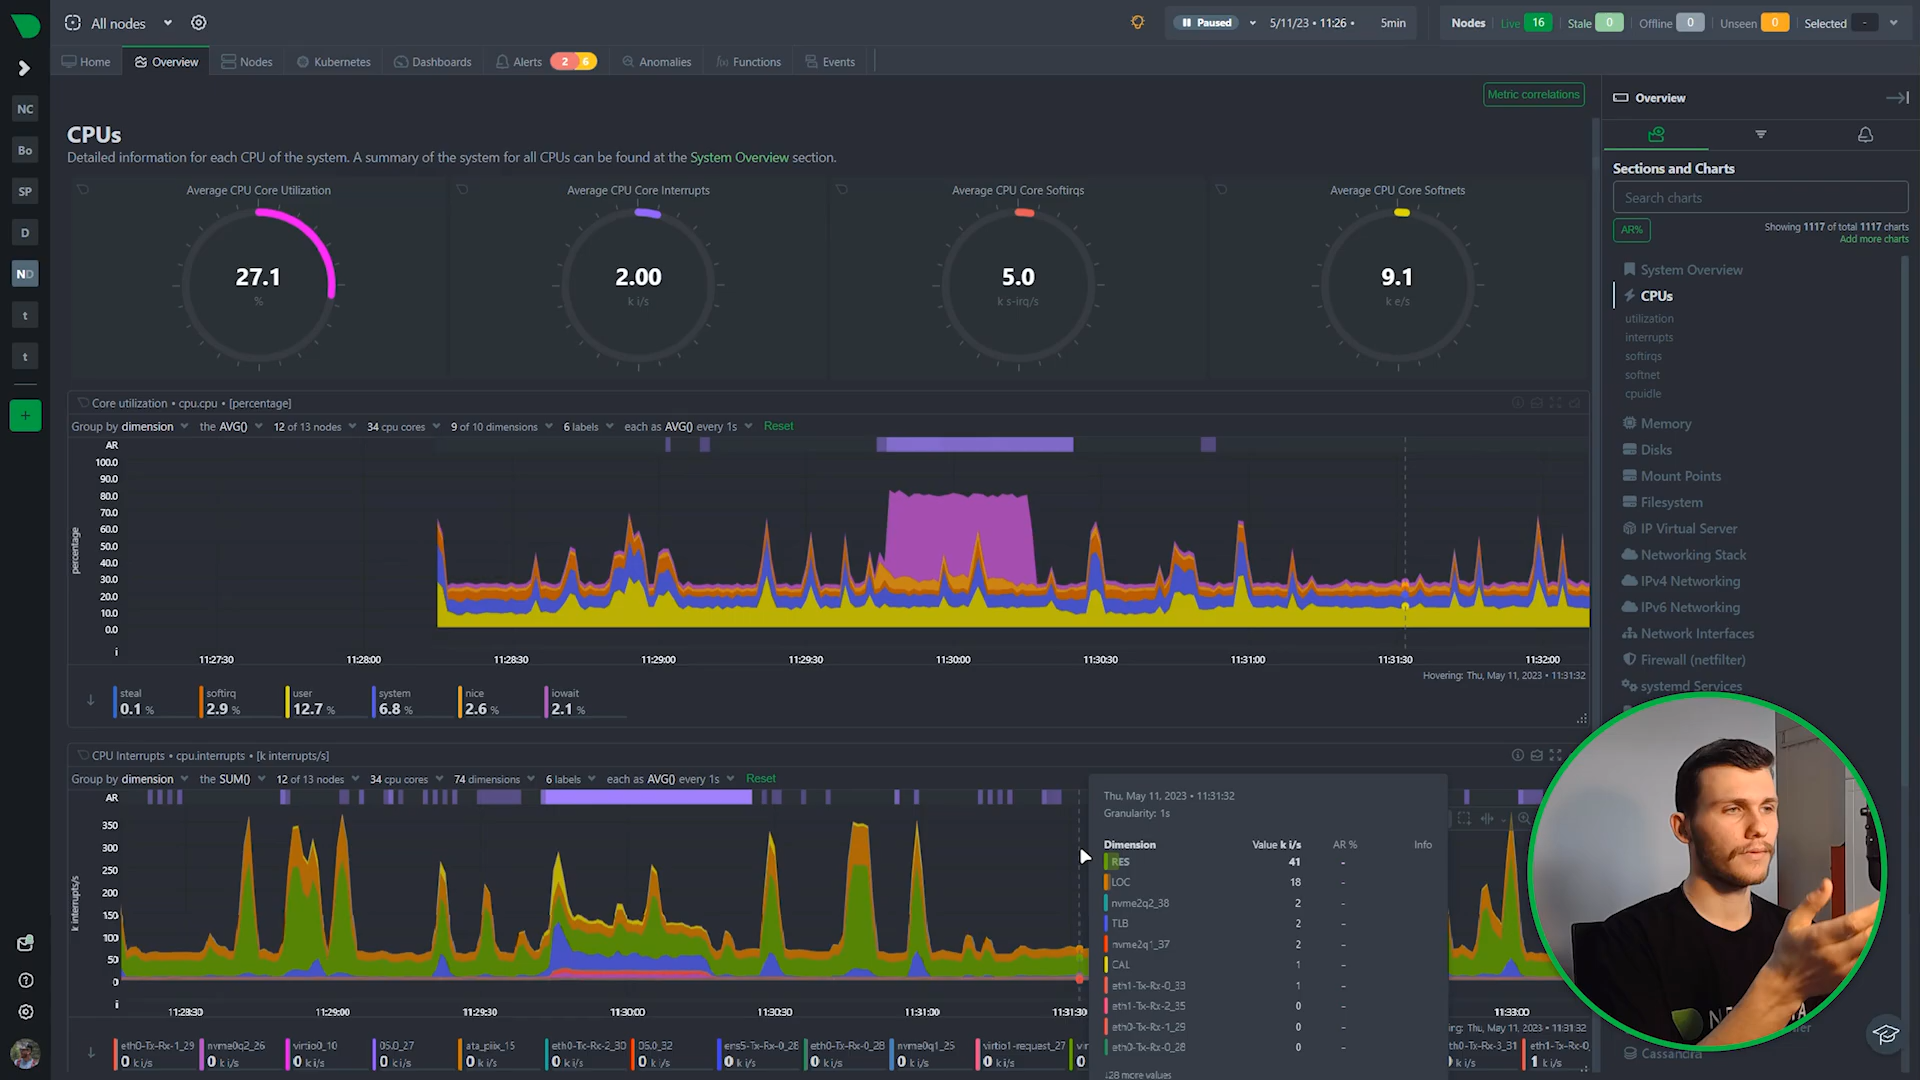 All nodes
Paused
5/11/23 • 11:26 •
5min
Nodes
Live 16
Stale 0
Offline 0
Unseen 0
Selected -
Home
Overview
Nodes
Kubernetes
Dashboards
Alerts 2 6
Anomalies
Functions
Events
NC
Bo
SP
D
ND
t
t
+
Metric correlations
CPUs
Detailed information for each CPU of the system. A summary of the system for all CPUs can be found at the System Overview section.
Average CPU Core Utilization
27.1
%
Average CPU Core Interrupts
2.00
k i/s
Average CPU Core Softirqs
5.0
k s-irq/s
Average CPU Core Softnets
9.1
k e/s
Core utilization • cpu.cpu • [percentage]
Group by dimension the AVG() 12 of 13 nodes 34 cpu cores 9 of 10 dimensions 6 labels each as AVG() every 1s Reset
AR
100.0
90.0
80.0
70.0
60.0
50.0
40.0
30.0
20.0
10.0
0.0
percentage
i
11:27:30 11:28:00 11:28:30 11:29:00 11:29:30 11:30:00 11:30:30 11:31:00 11:31:30 11:32:00
Hovering: Thu, May 11, 2023 • 11:31:32
steal softirq user system nice iowait
0.1 % 2.9 % 12.7 % 6.8 % 2.6 % 2.1 %
CPU Interrupts • cpu.interrupts • [k interrupts/s]
Group by dimension the SUM() 12 of 13 nodes 34 cpu cores 74 dimensions 6 labels each as AVG() every 1s Reset
AR
350
300
250
200
150
100
50
0
k interrupts/s
i
11:28:30 11:29:00 11:29:30 11:30:00 11:30:30 11:31:00 11:31:30 11:33:00
Thu, May 11, 2023 • 11:31:32
Granularity: 1s
Dimension Value k i/s AR % Info
RES 41 -
LOC 18 -
nvme2q2_38 2 -
TLB 2 -
nvme2q1_37 2 -
CAL 1 -
eth1-Tx-Rx-0_33 1 -
eth1-Tx-Rx-2_35 0 -
eth0-Tx-Rx-1_29 0 -
eth0-Tx-Rx-0_28 0 -
↓28 more values
ing: Thu, May 11, 2023 • 11:31:32
eth0-Tx-Rx-1_29 nvme0q2_26 virtio0_10 ata_piix_15 eth0-Tx-Rc-2_30 ens5-Tx-Rx-0_28 eth0-Tx-Rx-0_28 nvme0q1_25 virtio1-request_27
0 k i/s 0 k i/s 0 k i/s 0 k i/s 0 k i/s 0 k i/s 0 k i/s 0 k i/s 0 k i/s 0 k i/s 0 k i/s 0 1 k i/s
Overview
Sections and Charts
Search charts
AR%
Showing 1117 of total 1117 charts
Add more charts
System Overview
CPUs
utilization
interrupts
softirqs
softnet
cpuidle
Memory
Disks
Mount Points
Filesystem
IP Virtual Server
Networking Stack
IPv4 Networking
IPv6 Networking
Network Interfaces
Firewall (netfilter)
systemd Services
Cassandra